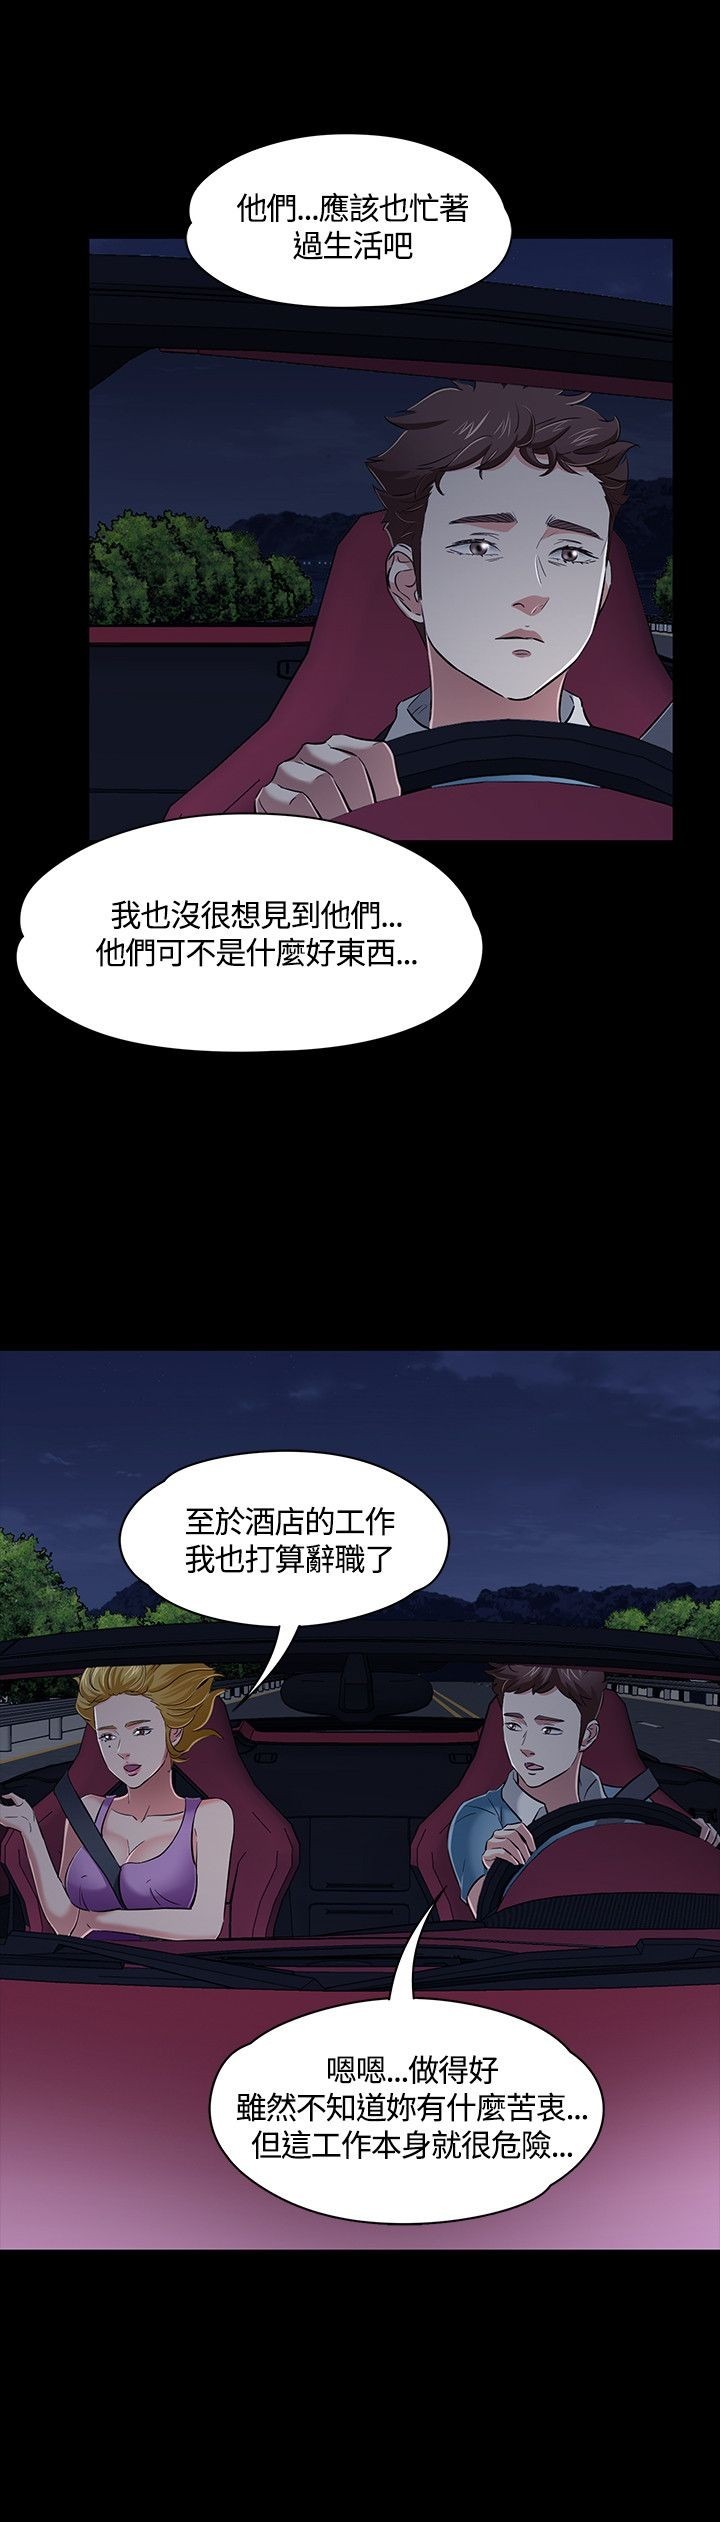 他們...應該也忙著
過生活吧
我也沒很想見到他們...
他們可不是什麼好東西...
至於酒店的工作
我也打算辭職了
嗯嗯...做得好
雖然不知道妳有什麼苦衷...
但這工作本身就很危險...